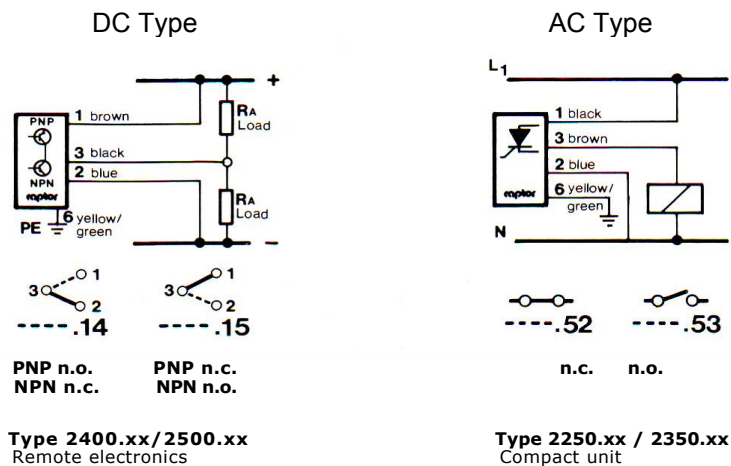 DC Type
AC Type
+
PNP
1 brown
RA
Load
3 black
2 blue
NPN
raptor
RA
Load
6 yellow/
green
PE
-
L1
1 black
3 brown
2 blue
6 yellow/
green
raptor
N
3 1
2
3 1
2
-----.14
-----.15
-----.52
-----.53
PNP n.o.
NPN n.c.
PNP n.c.
NPN n.o.
n.c.
n.o.
Type 2400.xx/2500.xx
Remote electronics
Type 2250.xx / 2350.xx
Compact unit